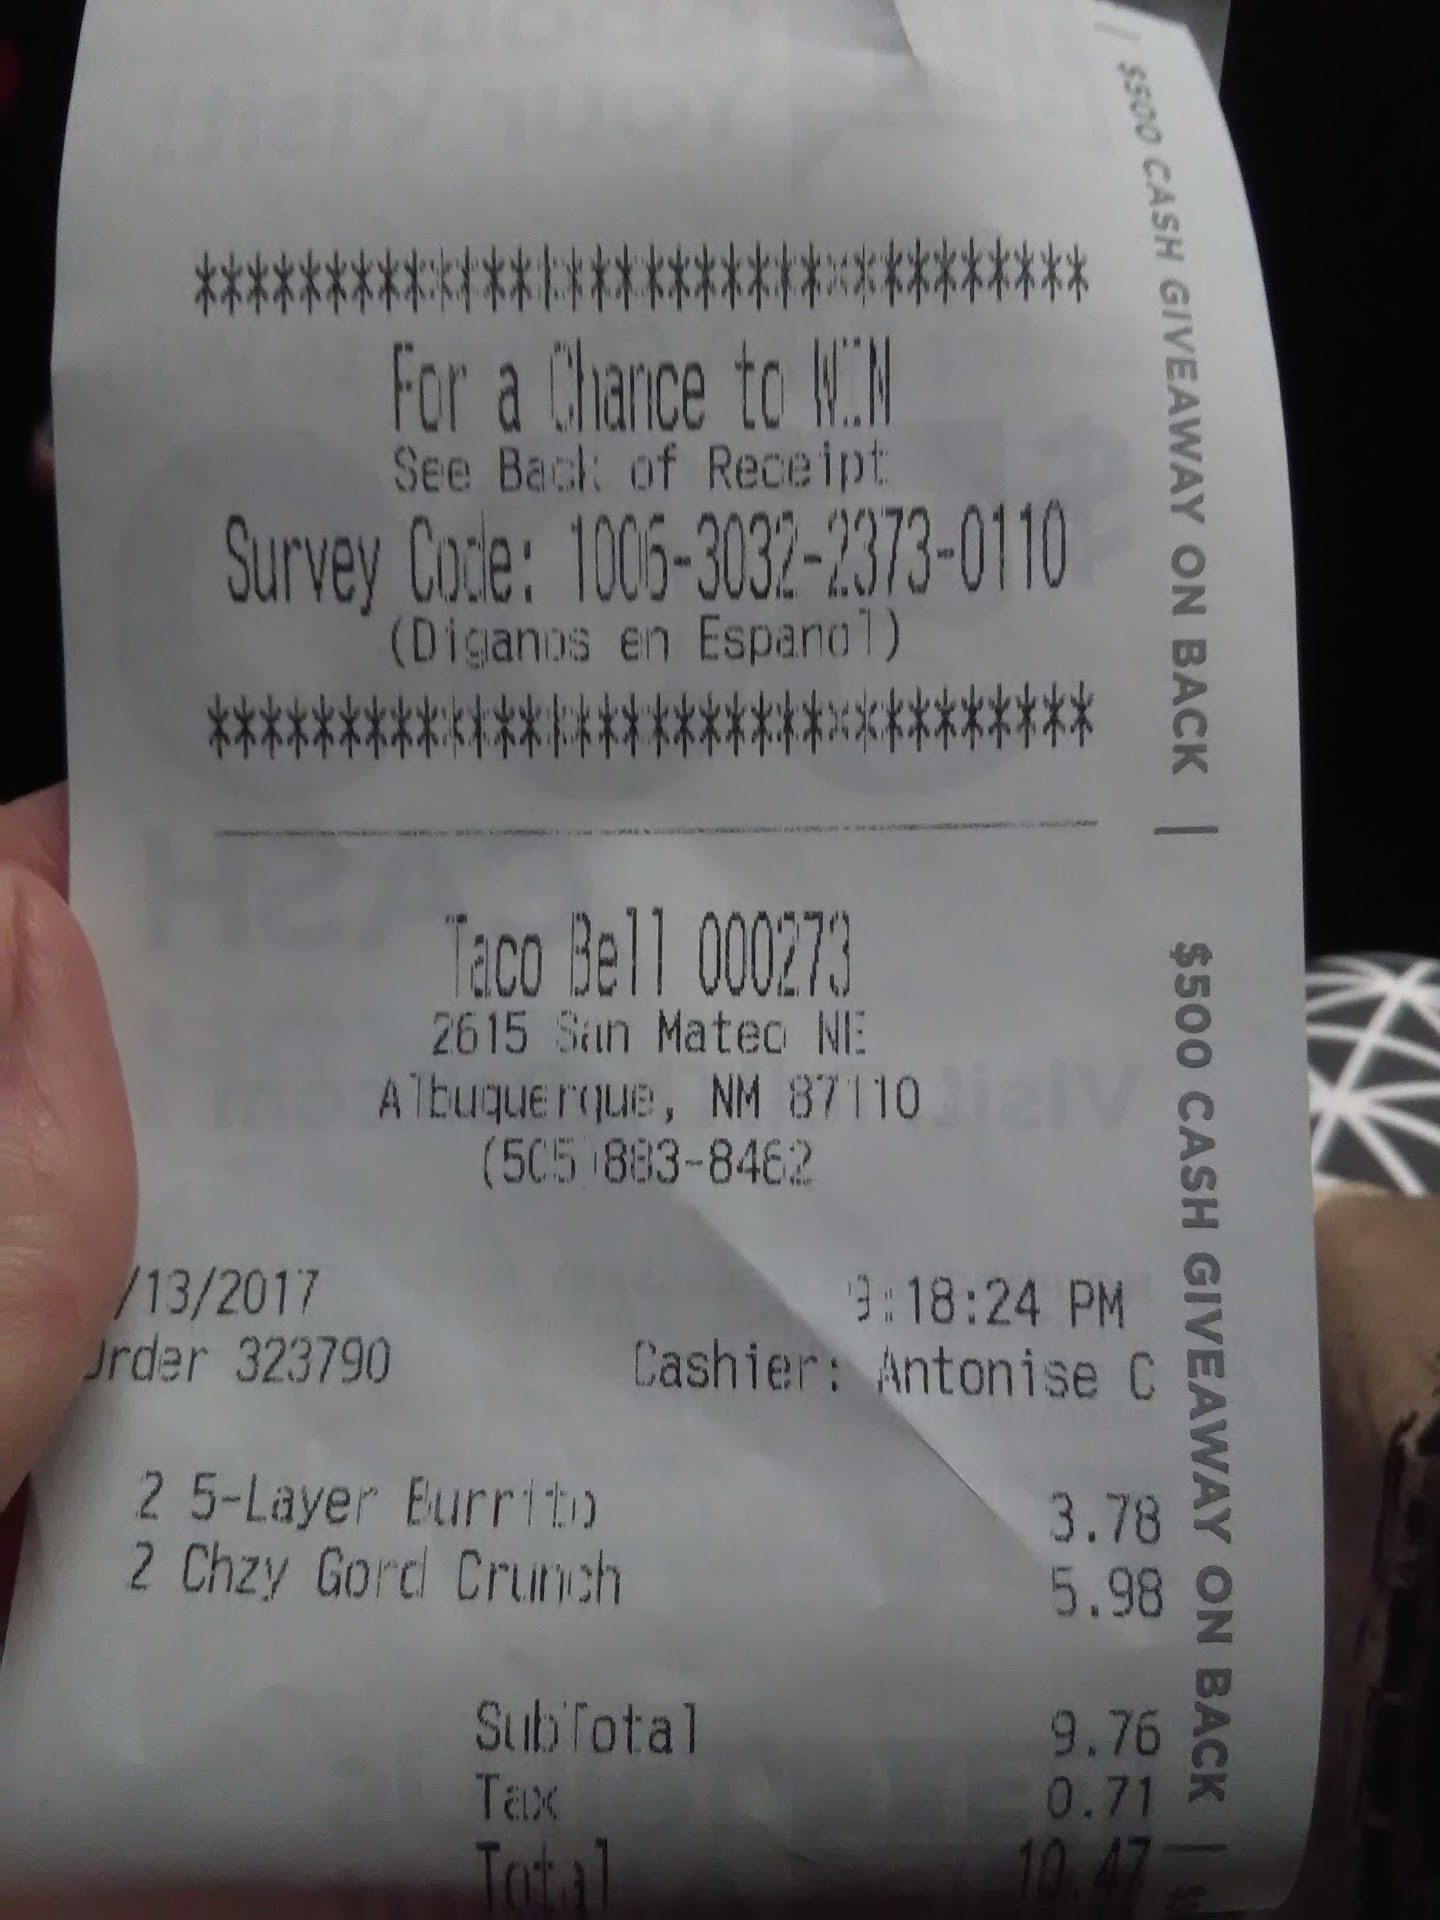 ******************************
For a Chance to WIN
See Back of Receipt
Survey Code: 1006-3032-2373-0110
(Diganos en Espanol)
******************************
Taco Bell 000273
2615 San Mateo NE
Albuquerque, NM 87110
(505)883-8462
/13/2017 :18:24 PM
Order 323790 Cashier: Antonise C
2 5-Layer Burrito 3.78
2 Chzy Gord Crunch 5.98
SubTotal 9.76
Tax 0.71
Total 10.47
| $500 CASH GIVEAWAY ON BACK | $500 CASH GIVEAWAY ON BACK |